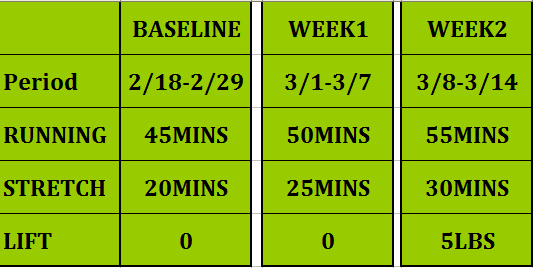 BASELINE WEEK1 WEEK2
Period 2/18-2/29 3/1-3/7 3/8-3/14
RUNNING 45MINS 50MINS 55MINS
STRETCH 20MINS 25MINS 30MINS
LIFT 0 0 5LBS